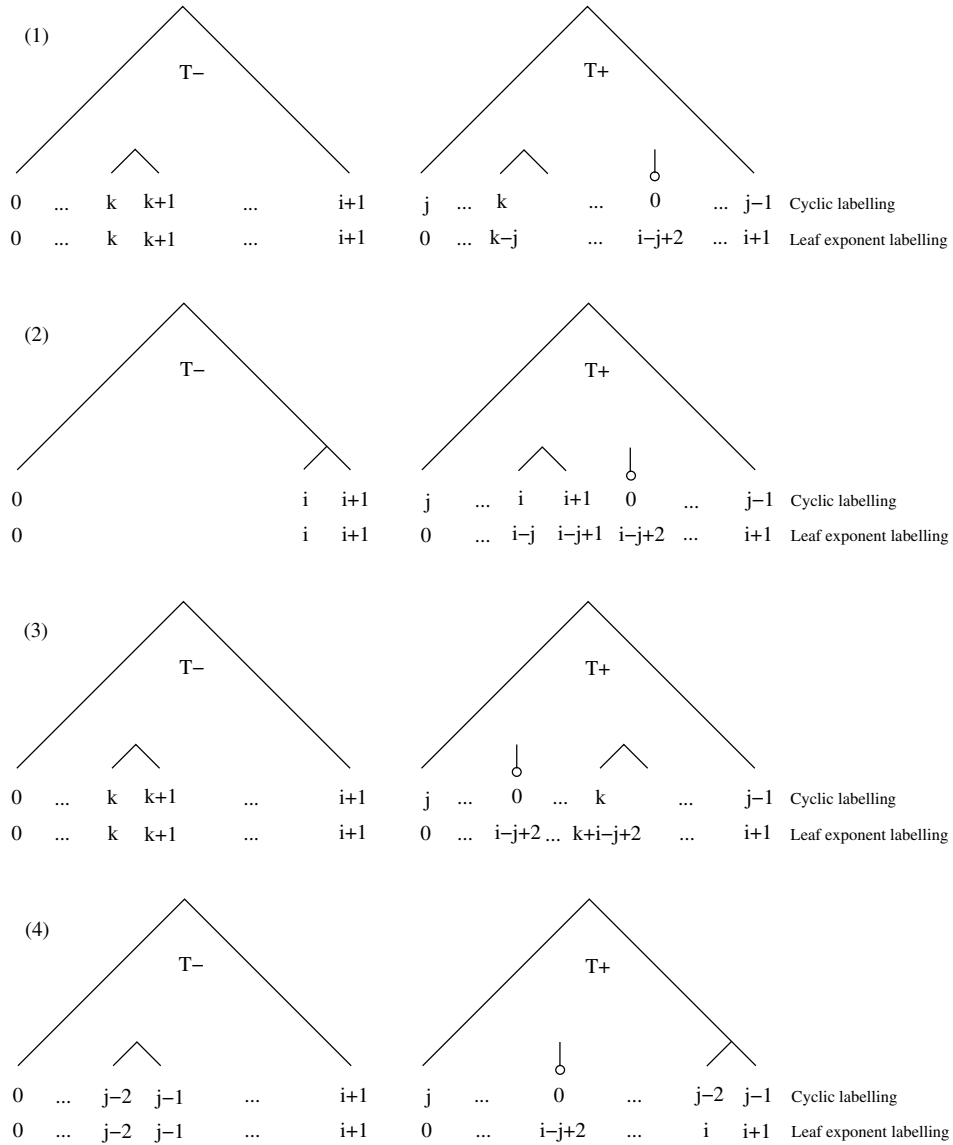 (1)
T− T+
0 ... k k+1 ... i+1 j ... k ... 0 ... j−1 Cyclic labelling
0 ... k k+1 ... i+1 0 ... k−j ... i−j+2 ... i+1 Leaf exponent labelling
(2)
T− T+
0 i i+1 j ... i i+1 0 ... j−1 Cyclic labelling
0 i i+1 0 ... i−j i−j+1 i−j+2 ... i+1 Leaf exponent labelling
(3)
T− T+
0 ... k k+1 ... i+1 j ... 0 ... k ... j−1 Cyclic labelling
0 ... k k+1 ... i+1 0 ... i−j+2 ... k+i−j+2 ... i+1 Leaf exponent labelling
(4)
T− T+
0 ... j−2 j−1 ... i+1 j ... 0 ... j−2 j−1 Cyclic labelling
0 ... j−2 j−1 ... i+1 0 ... i−j+2 ... i i+1 Leaf exponent labelling